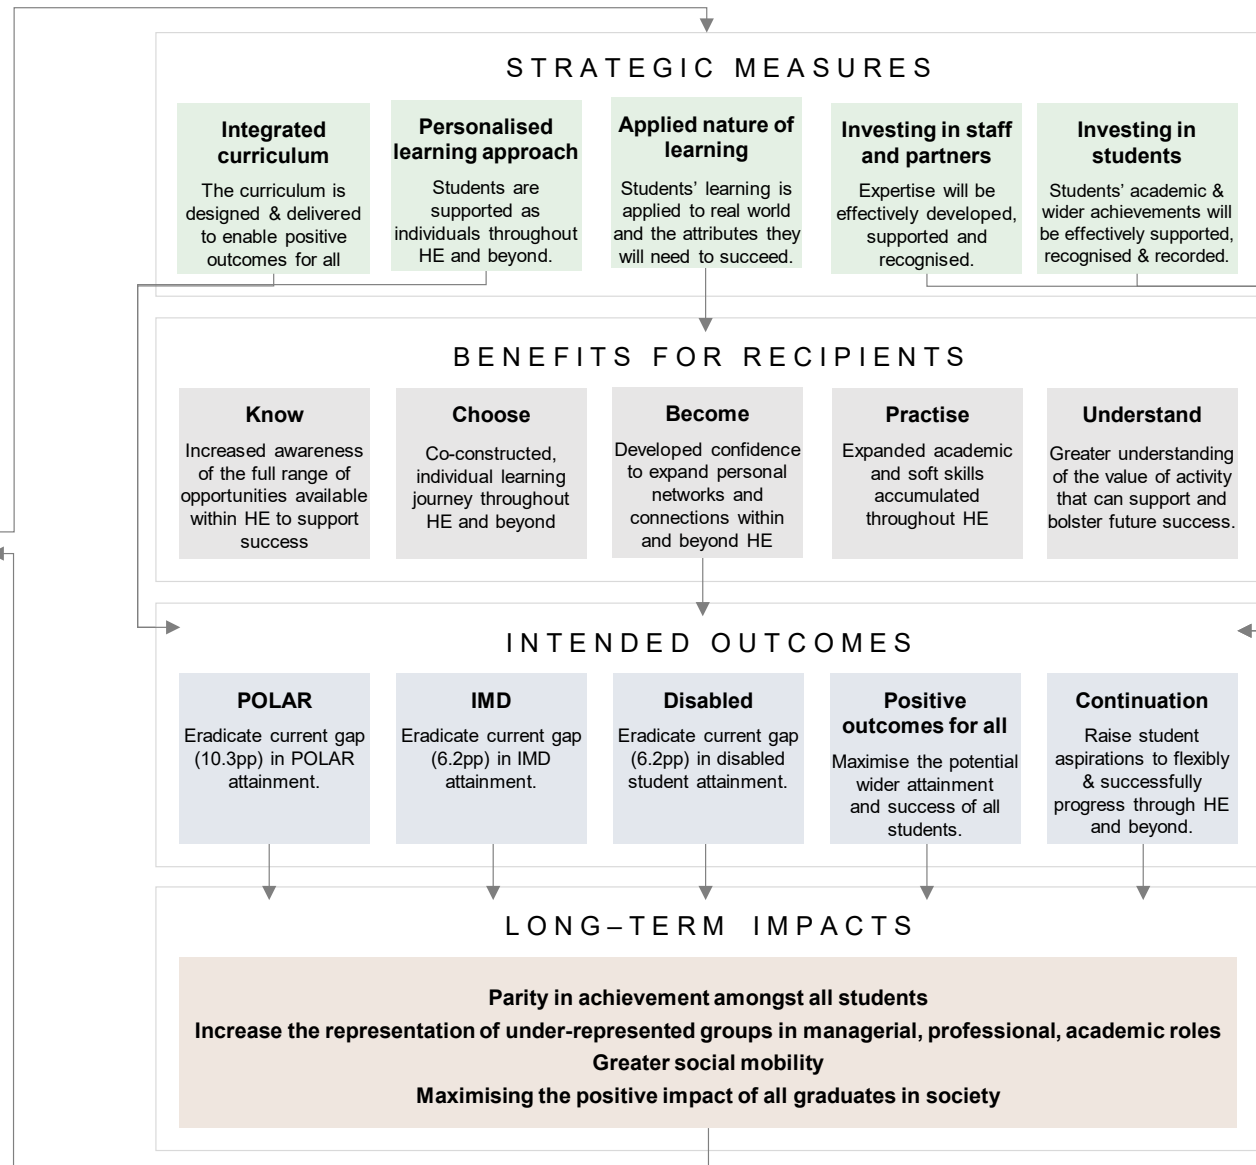 STRATEGIC MEASURES
Integrated
curriculum
The curriculum is
designed & delivered
to enable positive
outcomes for all
Personalised
learning approach
Students are
supported as
individuals throughout
HE and beyond.
Applied nature of
learning
Students’ learning is
applied to real world
and the attributes they
will need to succeed.
Investing in staff
and partners
Expertise will be
effectively developed,
supported and
recognised.
Investing in
students
Students’ academic &
wider achievements will
be effectively supported,
recognised & recorded.
BENEFITS FOR RECIPIENTS
Know
Increased awareness
of the full range of
opportunities available
within HE to support
success
Choose
Co-constructed,
individual learning
journey throughout
HE and beyond
Become
Developed confidence
to expand personal
networks and
connections within
and beyond HE
Practise
Expanded academic
and soft skills
accumulated
throughout HE
Understand
Greater understanding
of the value of activity
that can support and
bolster future success.
INTENDED OUTCOMES
POLAR
Eradicate current gap
(10.3pp) in POLAR
attainment.
IMD
Eradicate current gap
(6.2pp) in IMD
attainment.
Disabled
Eradicate current gap
(6.2pp) in disabled
student attainment.
Positive
outcomes for all
Maximise the potential
wider attainment
and success of all
students.
Continuation
Raise student
aspirations to flexibly
& successfully
progress through HE
and beyond.
LONG–TERM IMPACTS
Parity in achievement amongst all students
Increase the representation of under-represented groups in managerial, professional, academic roles
Greater social mobility
Maximising the positive impact of all graduates in society